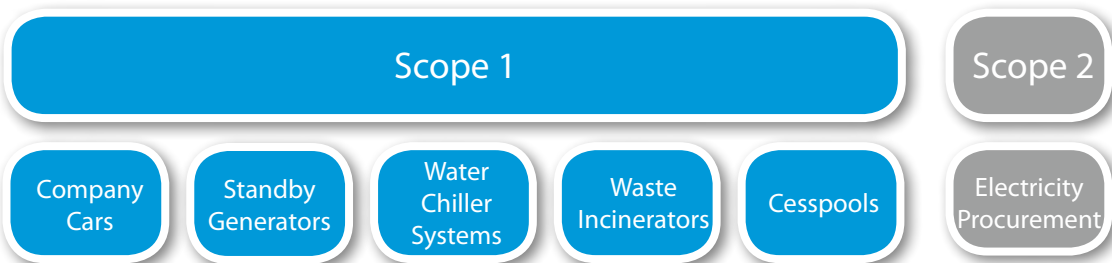 Scope 1
Scope 2
Company
Cars
Standby
Generators
Water
Chiller
Systems
Waste
Incinerators
Cesspools
Electricity
Procurement